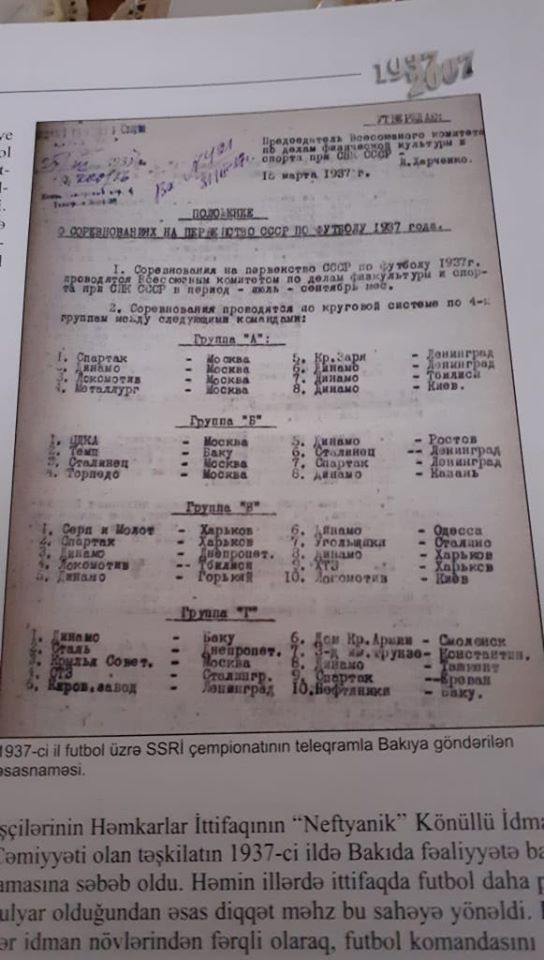 1937
2007
УТВЕРЖДАЮ:
Председатель Всесоюзного комитета
по делам физической культуры и
спорта при СНК СССР -
Харченко.
15 марта 1937 г.
ПОЛОЖЕНИЕ
О СОРЕВНОВАНИЯХ НА ПЕРВЕНСТВО СССР ПО ФУТБОЛУ 1937 года.
1. Соревнования на первенство СССР по футболу 1937г.
проводятся Всесоюзным комитетом по делам физкультуры и спор-
та при СНК СССР в период - июль - сентябрь мес.
2. Соревнования проводятся по круговой системе по 4-м
группам между следующими командами:
Группа "А":
1. Спартак - Москва 5. Кр.Заря - Ленинград
2. Динамо - Москва 6. Динамо - Ленинград
3. Локомотив - Москва 7. Динамо - Тбилиси
4. Металлург - Москва 8. Динамо - Киев.
Группа "Б"
1. ЦДКА - Москва 5. Динамо - Ростов
2. Темп - Баку 6. Сталинец -- Ленинград
3. Сталинец - Москва 7. Спартак - Ленинград
4. Торпедо - Москва 8. Динамо - Казань
Группа "В"
1. Серп и Молот - Харьков 6. Динамо - Одесса
2. Спартак - Харьков 7. Угольщики - Сталино
3. Динамо - Днепропет. 8. Динамо - Харьков
4. Локомотив -- Тбилиси 9. ХТЗ - Харьков
5. Динамо - Горький 10. Локомотив - Киев
Группа "Г"
1. Динамо - Баку 6. Дом Кр.Армии - Смоленск
2. Сталь - Днепропет. 7. З-д им.Фрунзе- Константин.
3. Крылья Совет. - Москва 8. Динамо - Ташкент
4. СТЗ - Сталингр. 9. Спартак --Ереван
5. Киров.завод - Ленинград 10. Нефтяники - Баку.
1937-ci il futbol üzrə SSRİ çempionatının teleqramla Bakıya göndərilən
əsasnaməsi.
şçilərinin Həmkarlar İttifaqının “Neftyanik” Könüllü İdma
Cəmiyyəti olan təşkilatın 1937-ci ildə Bakıda fəaliyyətə ba
amasına səbəb oldu. Həmin illərdə ittifaqda futbol daha p
ulyar olduğundan əsas diqqət məhz bu sahəyə yönəldi.
ər idman növlərindən fərqli olaraq, futbol komandasını